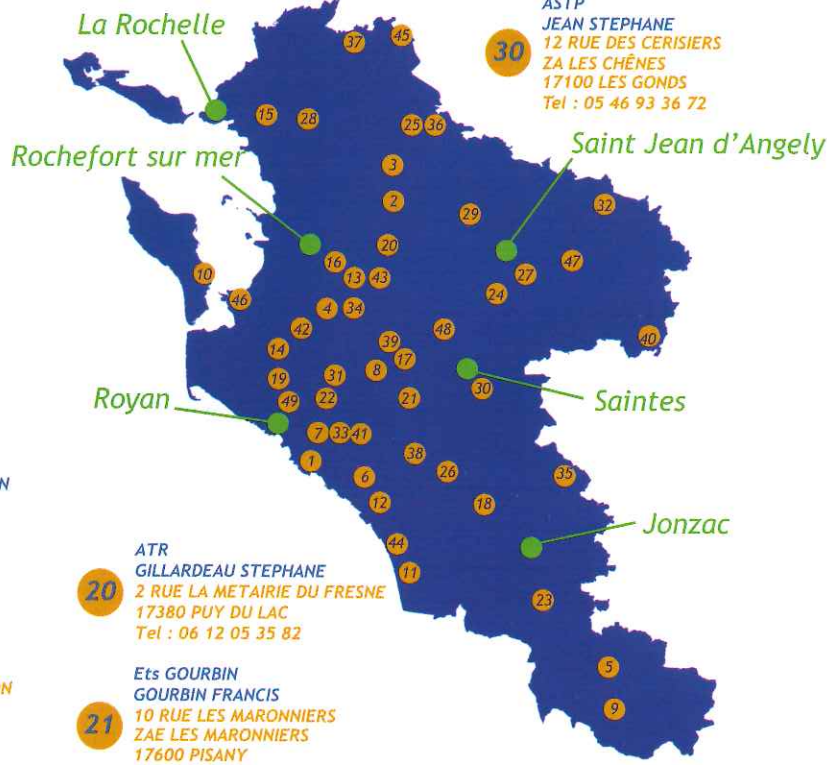 La Rochelle
37
45
ASTP
JEAN STEPHANE
30
12 RUE DES CERISIERS
ZA LES CHÊNES
17100 LES GONDS
Tel : 05 46 93 36 72
15
28
25
36
Rochefort sur mer
Saint Jean d'Angely
3
2
29
32
20
16
47
10
13
43
27
46
24
4
34
42
48
39
40
14
17
8
31
19
30
Royan
49
22
21
Saintes
7
33
41
1
38
6
26
35
12
18
Jonzac
44
11
23
5
9
N
ATR
GILLARDEAU STEPHANE
20
2 RUE LA METAIRIE DU FRESNE
17380 PUY DU LAC
Tel : 06 12 05 35 82
N
Ets GOURBIN
GOURBIN FRANCIS
21
10 RUE LES MARONNIERS
ZAE LES MARONNIERS
17600 PISANY